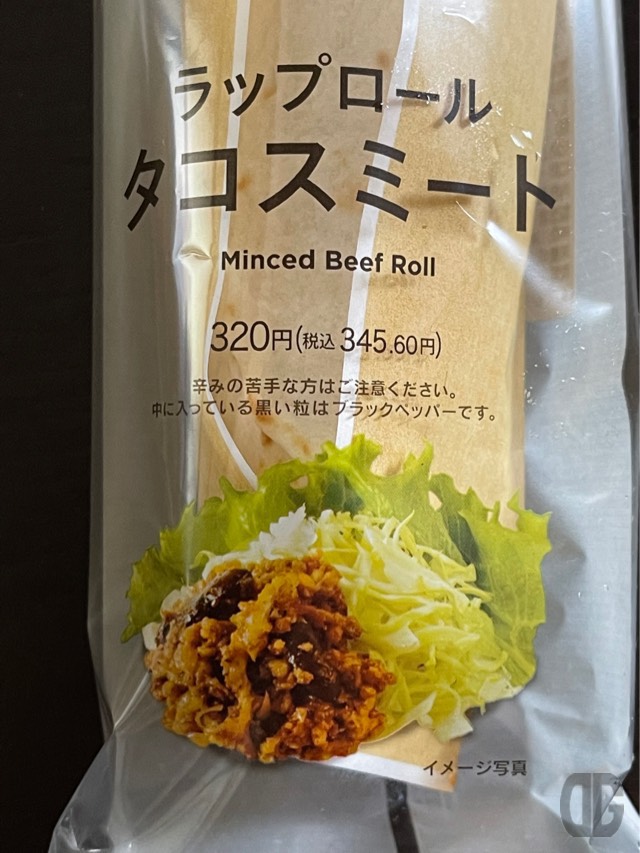 ラップロール
タコスミート
Minced Beef Roll
320円(税込 345.60円)
辛みの苦手な方はご注意ください。
中に入っている黒い粒はブラックペッパーです。
イメージ写真
DG